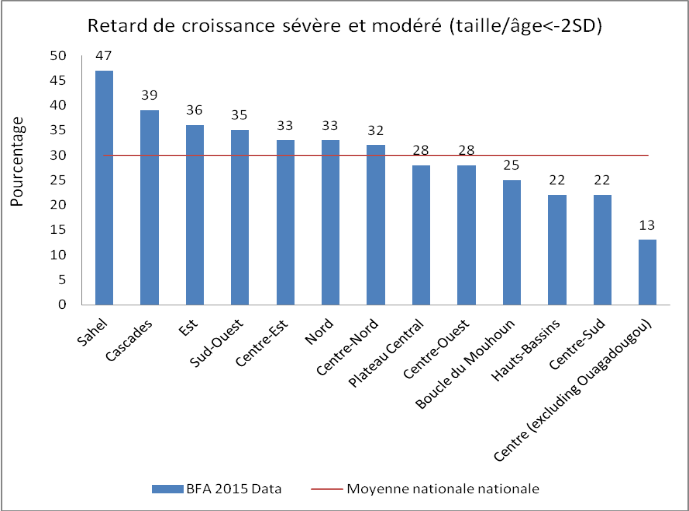 Retard de croissance sévère et modéré (taille/âge<-2SD)
Pourcentage
50
45
40
35
30
25
20
15
10
5
0
47
39
36
35
33
33
32
28
28
25
22
22
13
Sahel
Cascades
Est
Sud-Ouest
Centre-Est
Nord
Centre-Nord
Plateau Central
Centre-Ouest
Boucle du Mouhoun
Hauts-Bassins
Centre-Sud
Centre (excluding Ouagadougou)
BFA 2015 Data
Moyenne nationale nationale